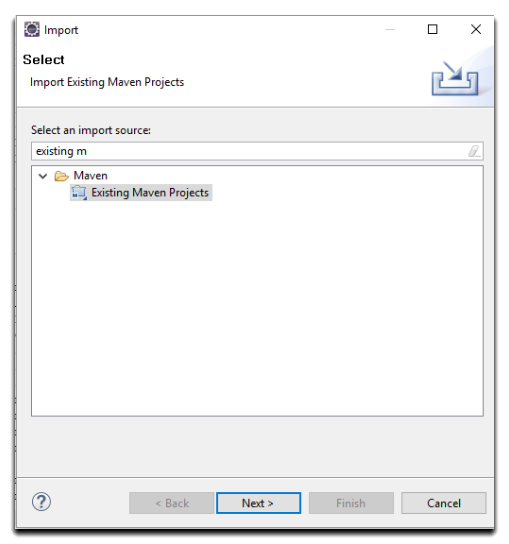 Import
Select
Import Existing Maven Projects
Select an import source:
existing m
Maven
Existing Maven Projects
?
< Back
Next >
Finish
Cancel